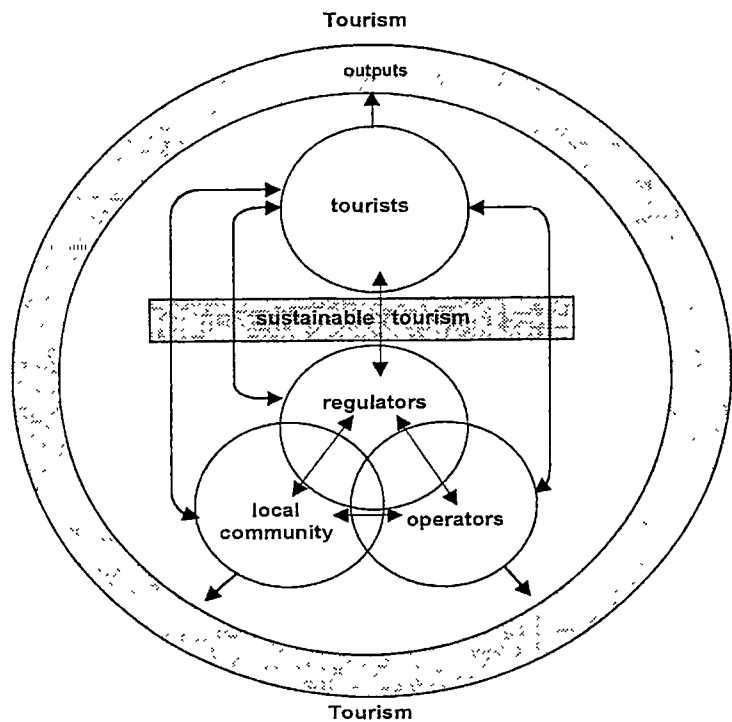 Tourism
outputs
tourists
sustainable tourism
regulators
local
community
operators
Tourism